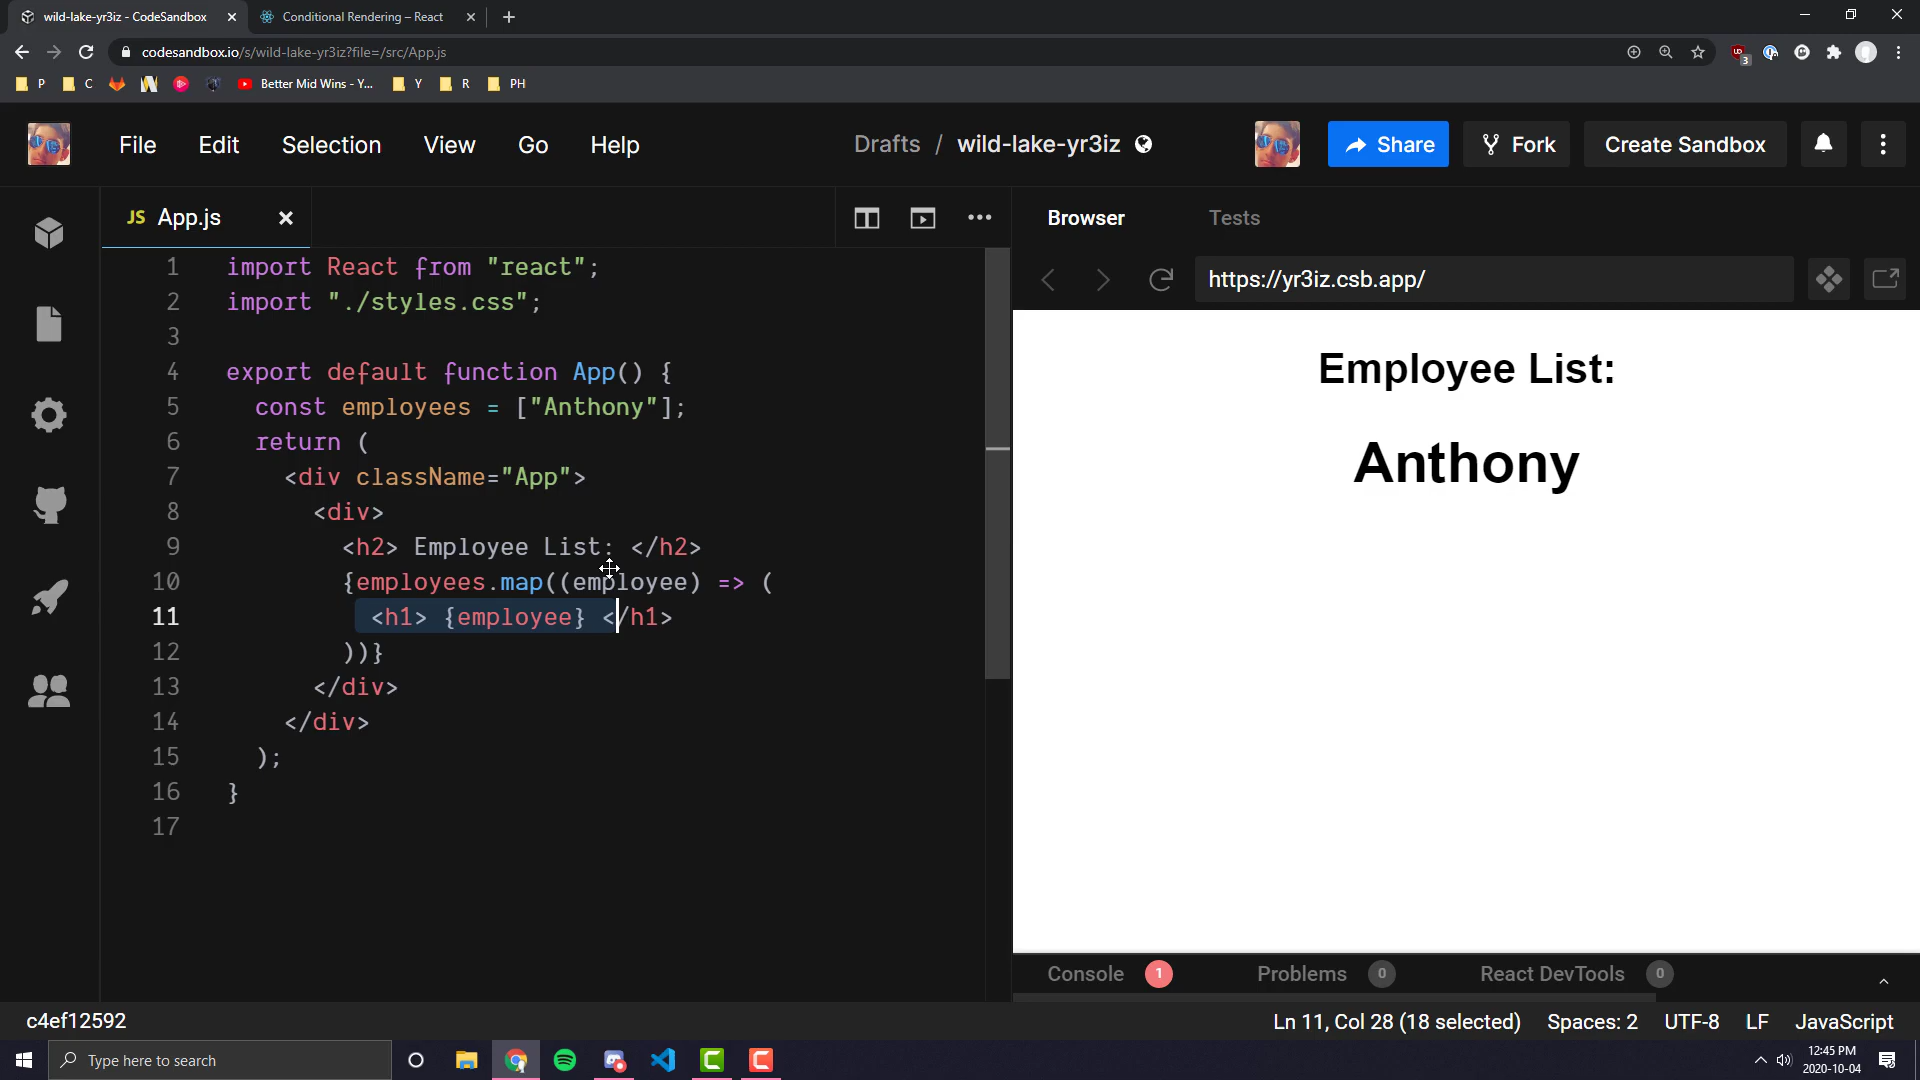 wild-lake-yr3iz - CodeSandbox
Conditional Rendering – React
codesandbox.io/s/wild-lake-yr3iz?file=/src/App.js
3
P
C
Better Mid Wins - Y...
Y
R
PH
File
Edit
Selection
View
Go
Help
Drafts / wild-lake-yr3iz
Share
Fork
Create Sandbox
JS App.js
Browser
Tests
https://yr3iz.csb.app/
1 import React from "react";
2 import "./styles.css";
3
4 export default function App() {
5 const employees = ["Anthony"];
6 return (
7 <div className="App">
8 <div>
9 <h2> Employee List: </h2>
10 {employees.map((employee) => (
11 <h1> {employee} </h1>
12 ))}
13 </div>
14 </div>
15 );
16 }
17
Employee List:
Anthony
Console 1
Problems 0
React DevTools 0
c4ef12592
Ln 11, Col 28 (18 selected)
Spaces: 2
UTF-8
LF
JavaScript
Type here to search
12:45 PM
2020-10-04